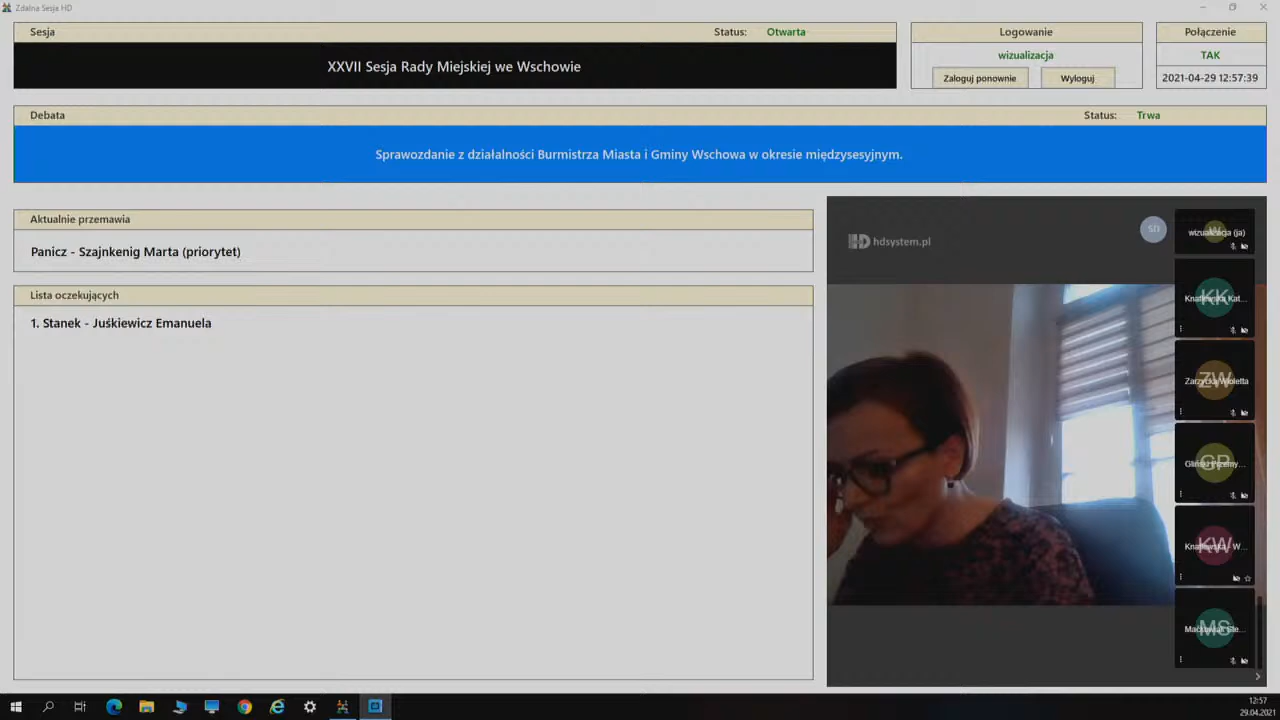 Zdalna Sesja HD
Sesja
Status: Otwarta
XXVII Sesja Rady Miejskiej we Wschowie
Logowanie
wizualizacja
Zaloguj ponownie
Wyloguj
Połączenie
TAK
2021-04-29 12:57:39
Debata
Status: Trwa
Sprawozdanie z działalności Burmistrza Miasta i Gminy Wschowa w okresie międzysesyjnym.
Aktualnie przemawia
Panicz - Szajnkenig Marta (priorytet)
Lista oczekujących
1. Stanek - Juśkiewicz Emanuela
HD hdsystem.pl
SD
wizualizacja (ja)
KK
ZW
Zarzycka Wioletta
GP
KW
MS
12:57
29.04.2021